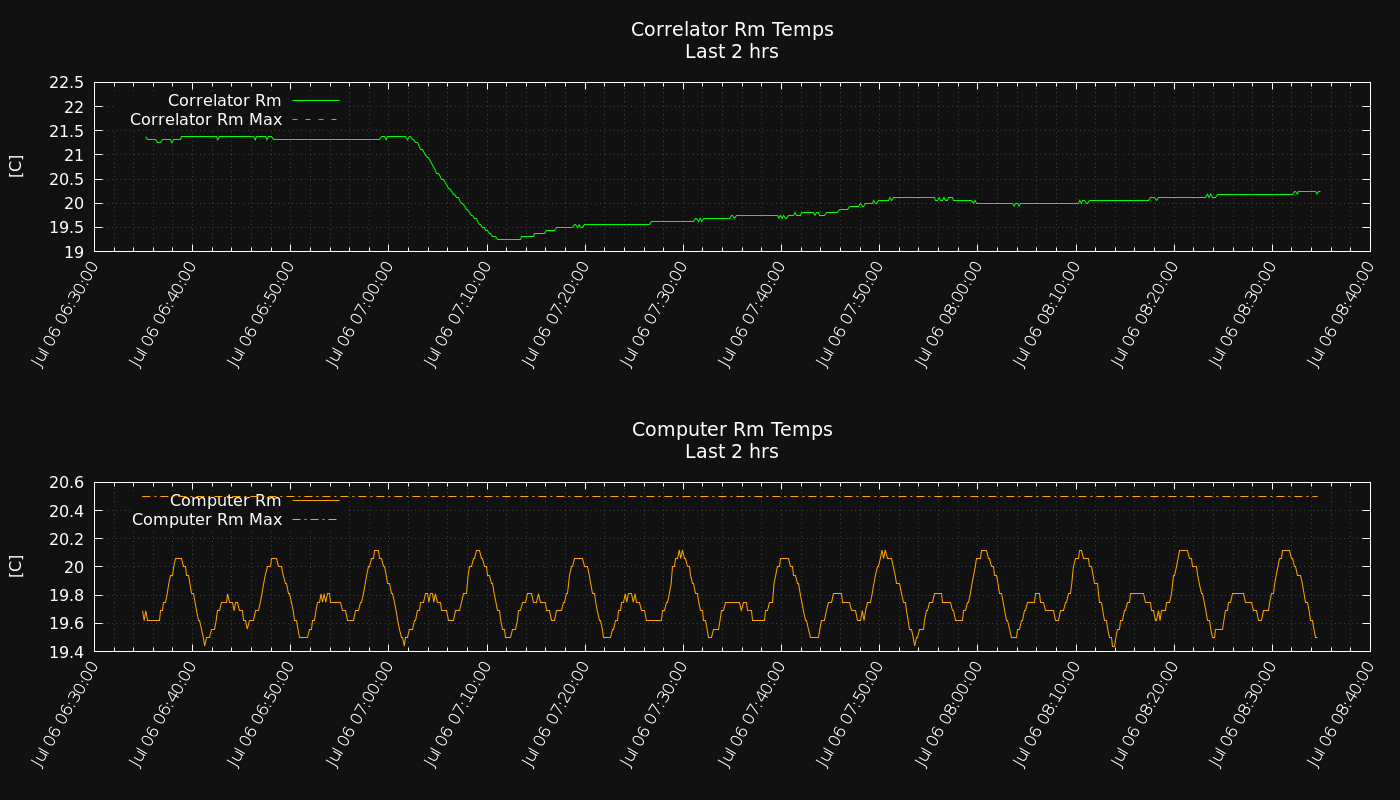 Correlator Rm Temps
Last 2 hrs
22.5
22
21.5
21
20.5
20
19.5
19
[C]
Correlator Rm
Correlator Rm Max
Jul 06 06:30:00
Jul 06 06:40:00
Jul 06 06:50:00
Jul 06 07:00:00
Jul 06 07:10:00
Jul 06 07:20:00
Jul 06 07:30:00
Jul 06 07:40:00
Jul 06 07:50:00
Jul 06 08:00:00
Jul 06 08:10:00
Jul 06 08:20:00
Jul 06 08:30:00
Jul 06 08:40:00
Computer Rm Temps
Last 2 hrs
20.6
20.4
20.2
20
19.8
19.6
19.4
[C]
Computer Rm
Computer Rm Max
Jul 06 06:30:00
Jul 06 06:40:00
Jul 06 06:50:00
Jul 06 07:00:00
Jul 06 07:10:00
Jul 06 07:20:00
Jul 06 07:30:00
Jul 06 07:40:00
Jul 06 07:50:00
Jul 06 08:00:00
Jul 06 08:10:00
Jul 06 08:20:00
Jul 06 08:30:00
Jul 06 08:40:00